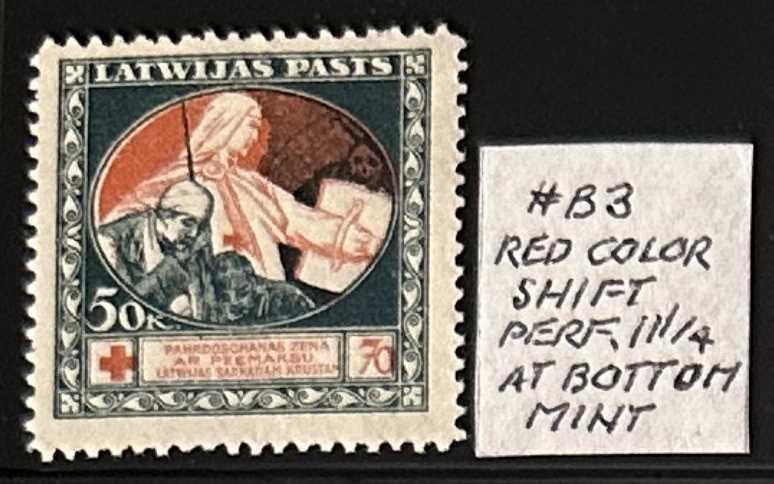 LATWIJAS PASTS
50K.
PAHRDOSCHANAS ZENA
AR PEEMAKSU
LATWIJAS SARKANAM KRUSTAM
70
#B3
RED COLOR
SHIFT
PERF. 11 1/4
AT BOTTOM
MINT